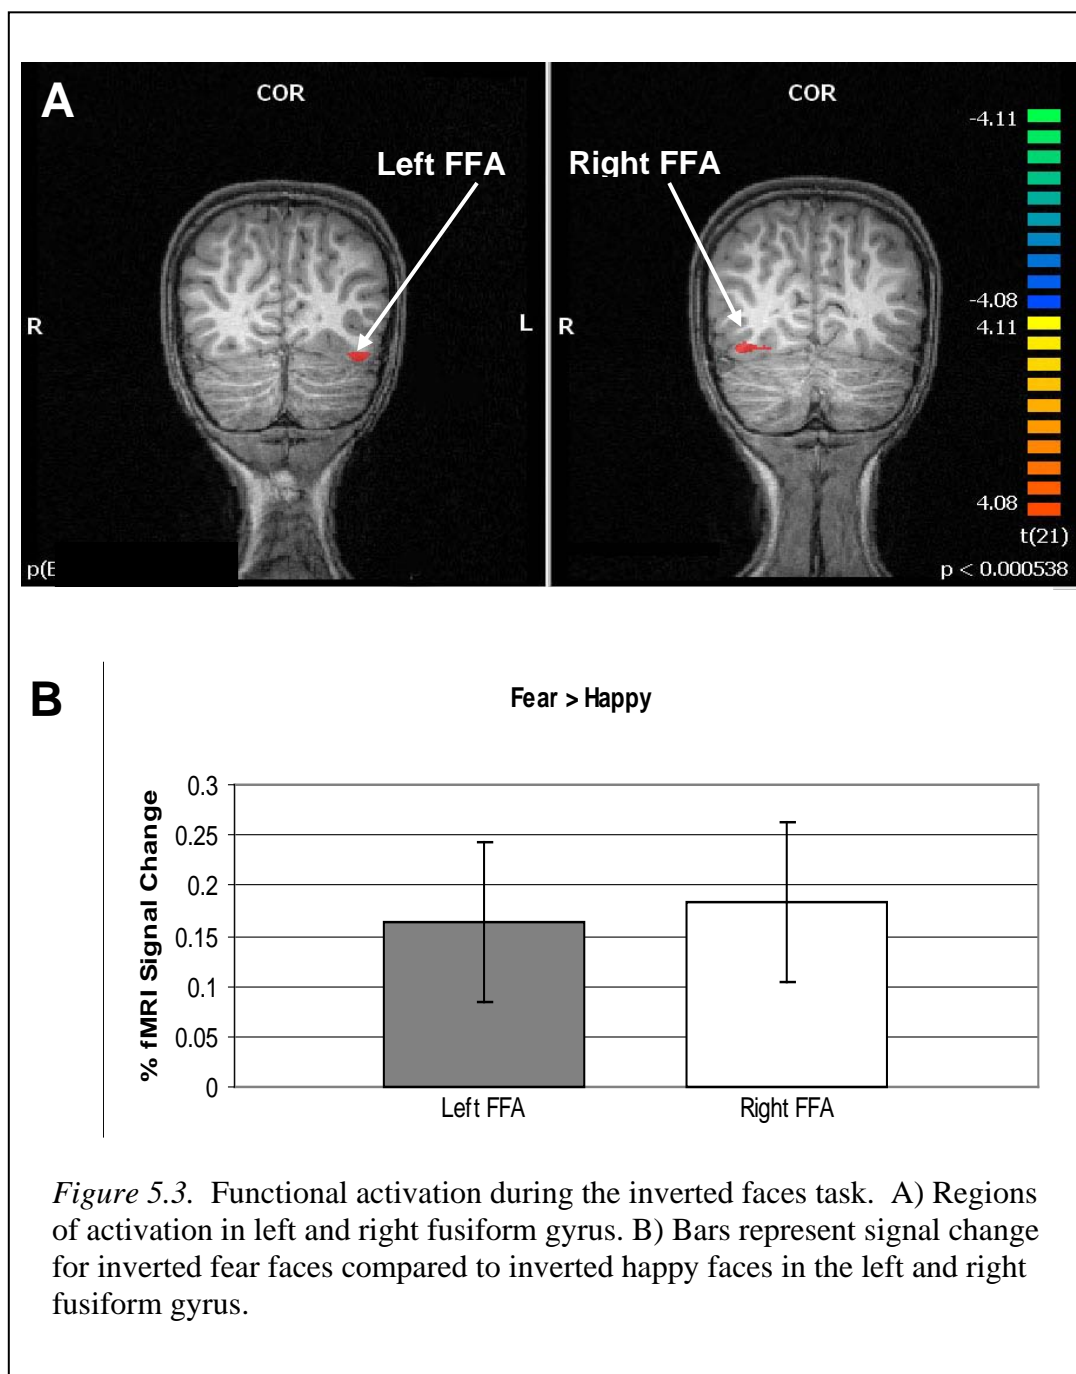 A
COR
COR
-4.11
Left FFA
Right FFA
-4.08
R
L
R
4.11
4.08
t(21)
p(
p < 0.000538
B
Fear > Happy
% fMRI Signal Change
0.3
0.25
0.2
0.15
0.1
0.05
0
Left FFA
Right FFA
Figure 5.3. Functional activation during the inverted faces task. A) Regions
of activation in left and right fusiform gyrus. B) Bars represent signal change
for inverted fear faces compared to inverted happy faces in the left and right
fusiform gyrus.